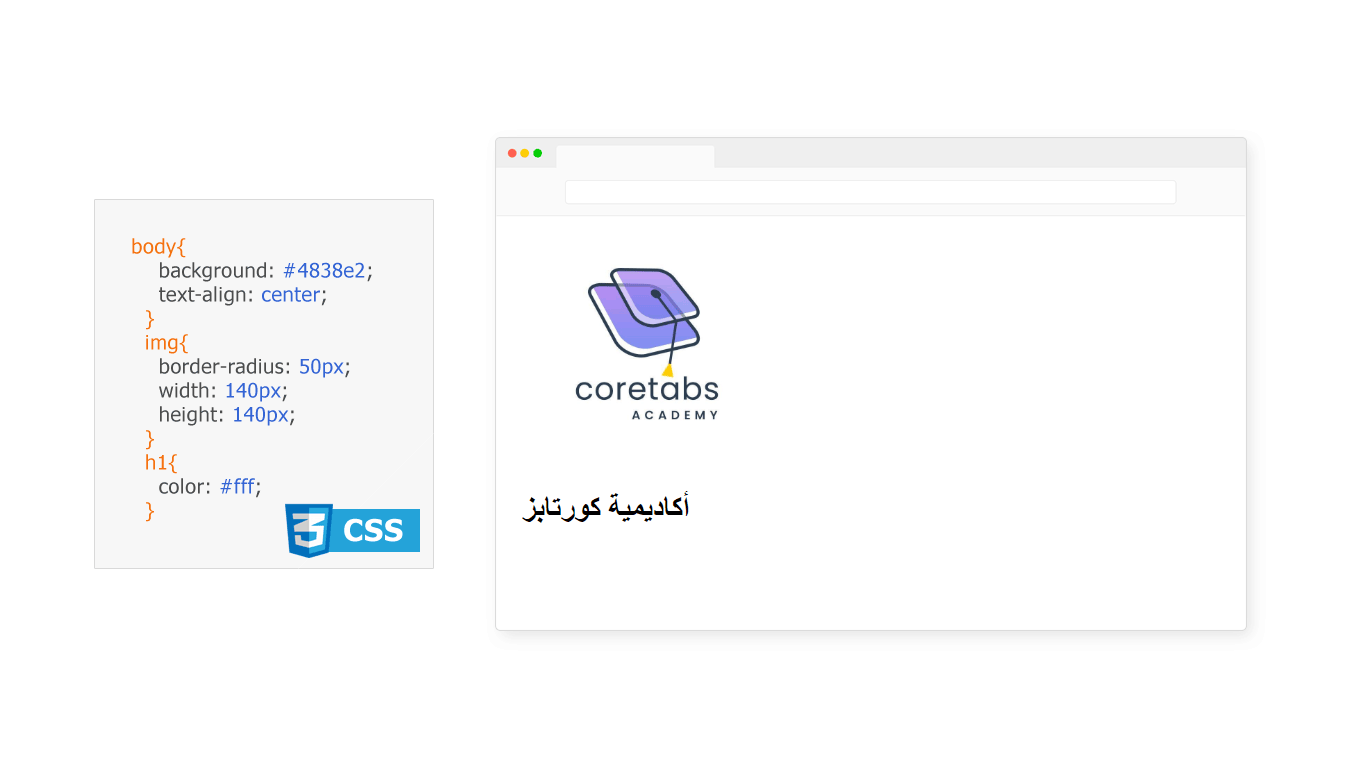 body{
background: #4838e2;
text-align: center;
}
img{
border-radius: 50px;
width: 140px;
height: 140px;
}
h1{
color: #fff;
}
CSS
coretabs
ACADEMY
أكاديمية كورتابز